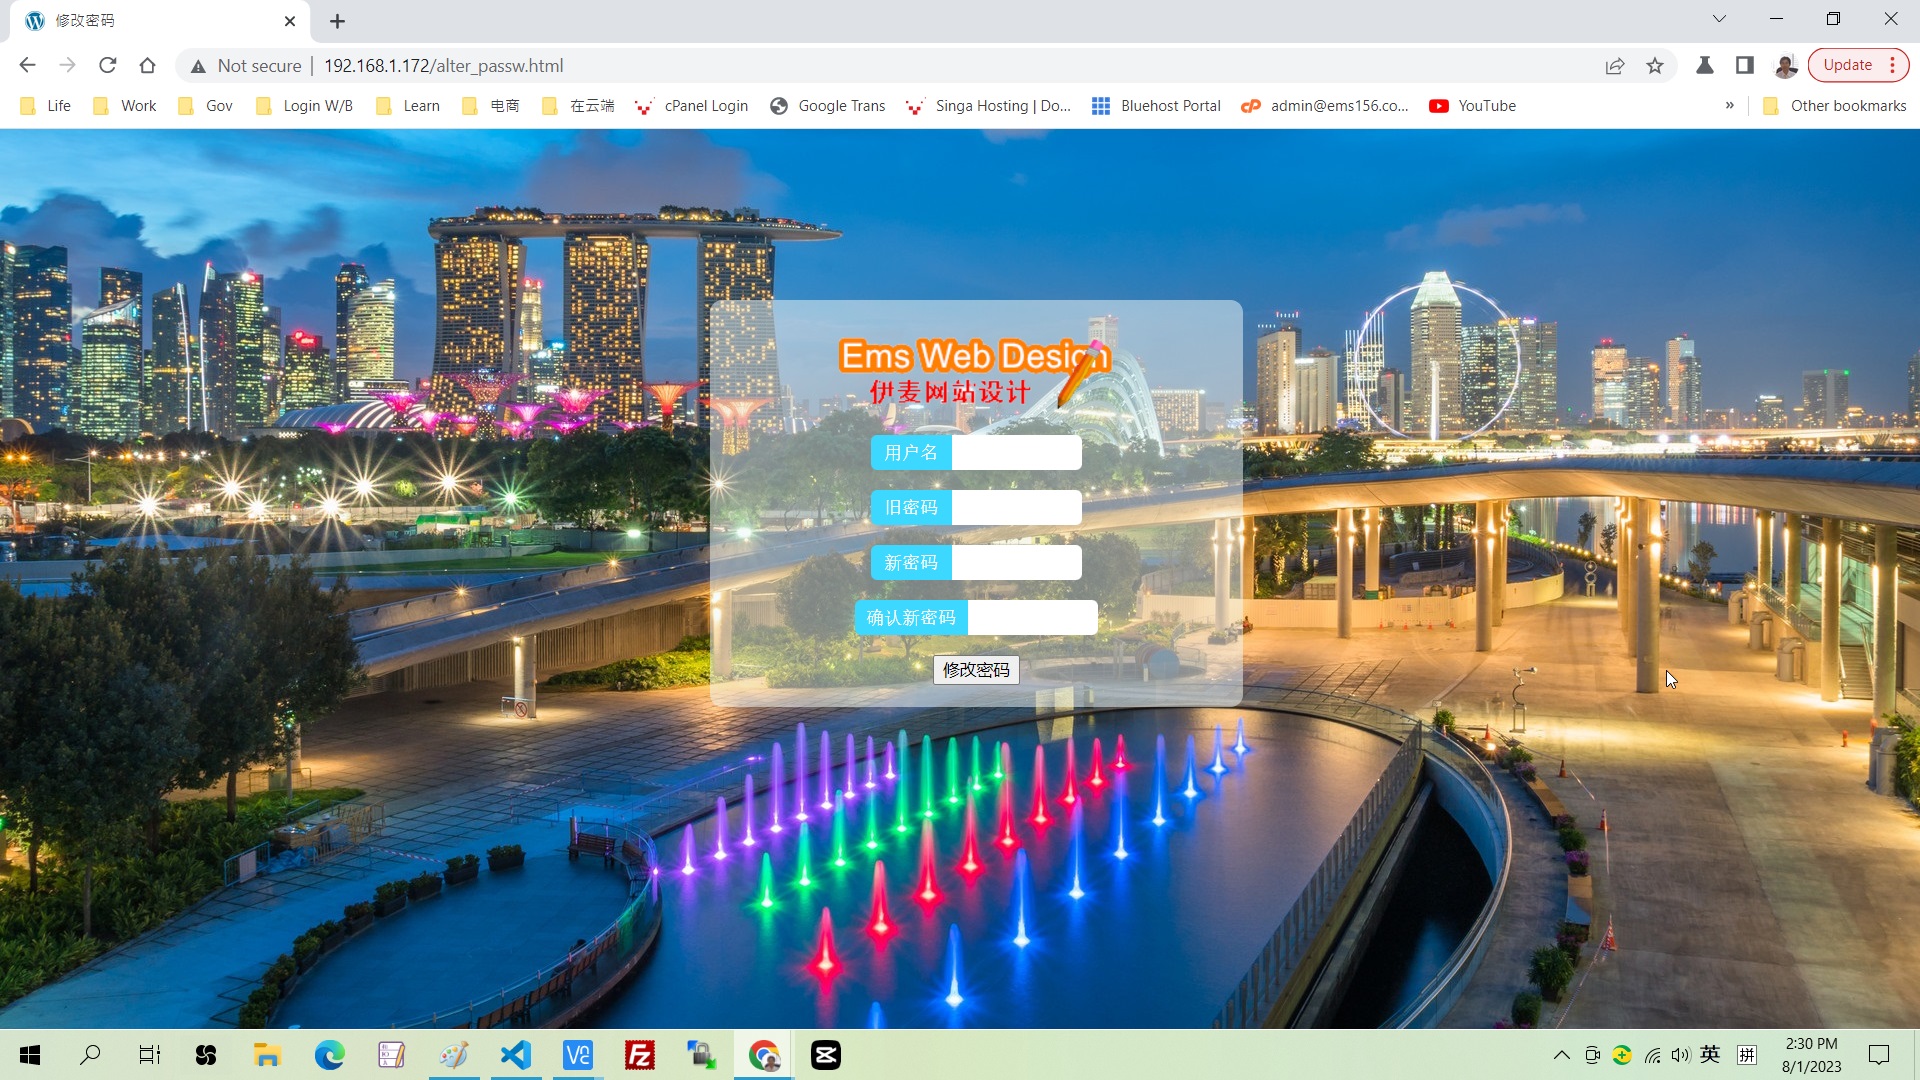 修改密码
Not secure
192.168.1.172/alter_passw.html
Update
Life
Work
Gov
Login W/B
Learn
电商
在云端
cPanel Login
Google Trans
Singa Hosting | Do...
Bluehost Portal
admin@ems156.co...
YouTube
»
Other bookmarks
Ems Web Design
伊麦网站设计
用户名
旧密码
新密码
确认新密码
修改密码
英
拼
2:30 PM
8/1/2023